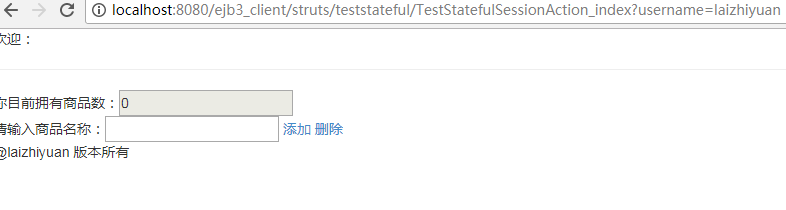 localhost:8080/ejb3_client/struts/teststateful/TestStatefulSessionAction_index?username=laizhiyuan
欢迎：
你目前拥有商品数：0
请输入商品名称： 添加 删除
@laizhiyuan 版本所有